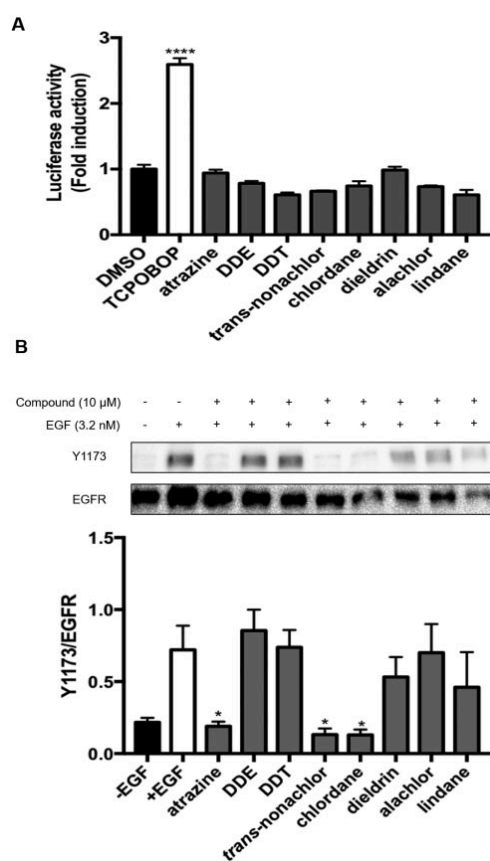 A
Luciferase activity
(Fold induction)
3
2
1
0
****
DMSO
TCPOBOP
atrazine
DDE
DDT
trans-nonachlor
chlordane
dieldrin
alachlor
lindane
B
Compound (10 µM) - - + + + + + + + +
EGF (3.2 nM) - + + + + + + + + +
Y1173
EGFR
Y1173/EGFR
1.5
1.0
0.5
0.0
* * *
-EGF
+EGF
atrazine
DDE
DDT
trans-nonachlor
chlordane
dieldrin
alachlor
lindane